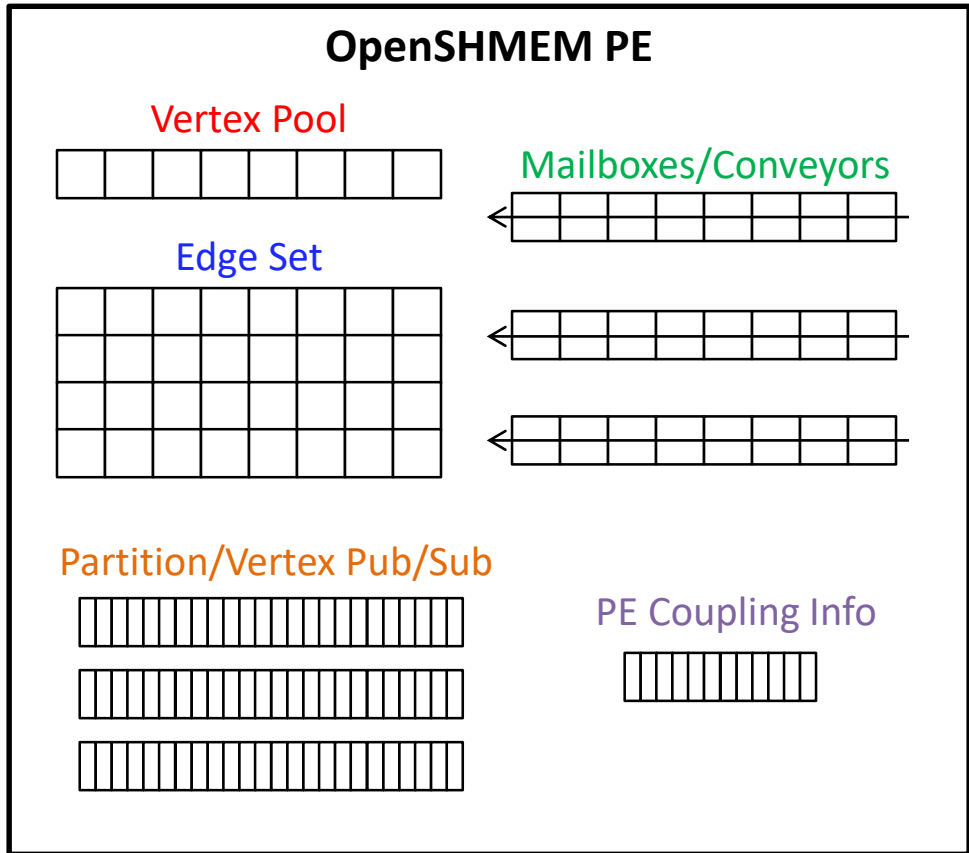 OpenSHMEM PE
Vertex Pool
Mailboxes/Conveyors
Edge Set
Partition/Vertex Pub/Sub
PE Coupling Info